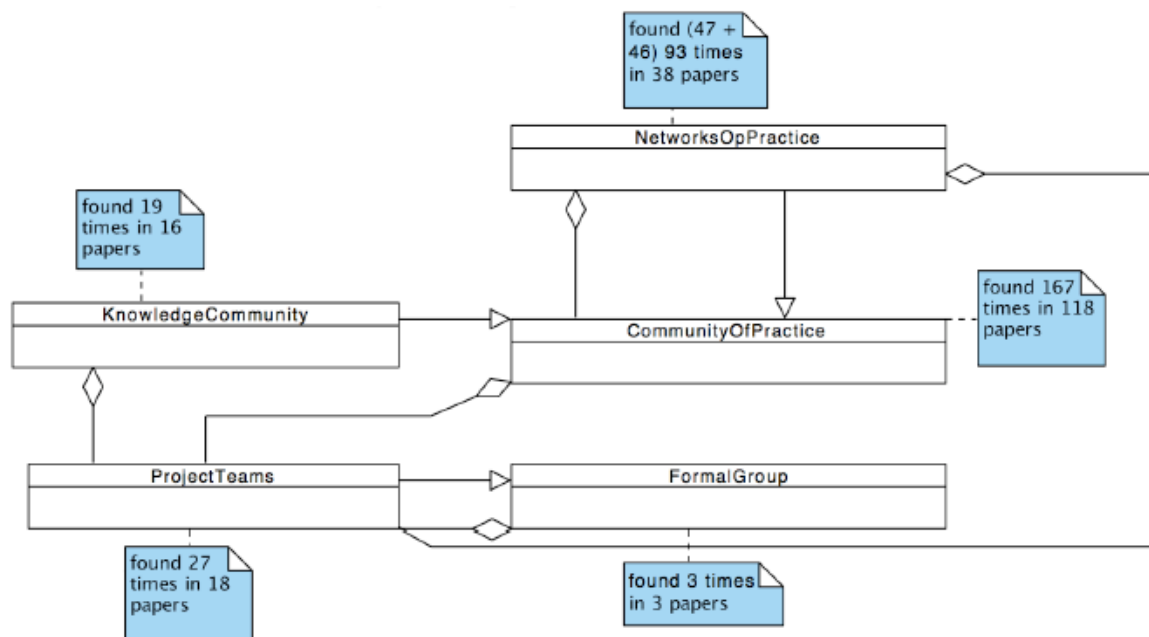 found (47 +
46) 93 times
in 38 papers
NetworksOpPractice
found 19
times in 16
papers
KnowledgeCommunity
found 167
times in 118
papers
CommunityOfPractice
ProjectTeams
FormalGroup
found 27
times in 18
papers
found 3 times
in 3 papers